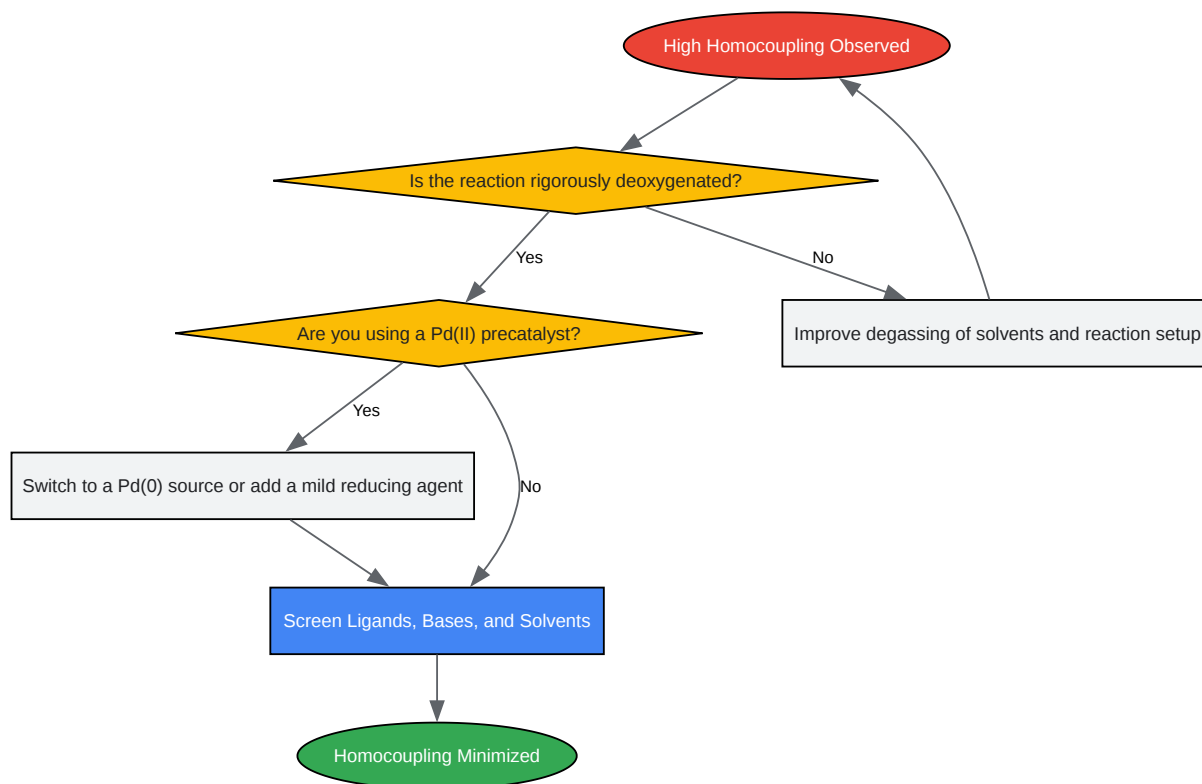 High Homocoupling Observed
Is the reaction rigorously deoxygenated?
Yes
No
Are you using a Pd(II) precatalyst?
Improve degassing of solvents and reaction setup
Yes
Switch to a Pd(0) source or add a mild reducing agent
No
Screen Ligands, Bases, and Solvents
Homocoupling Minimized